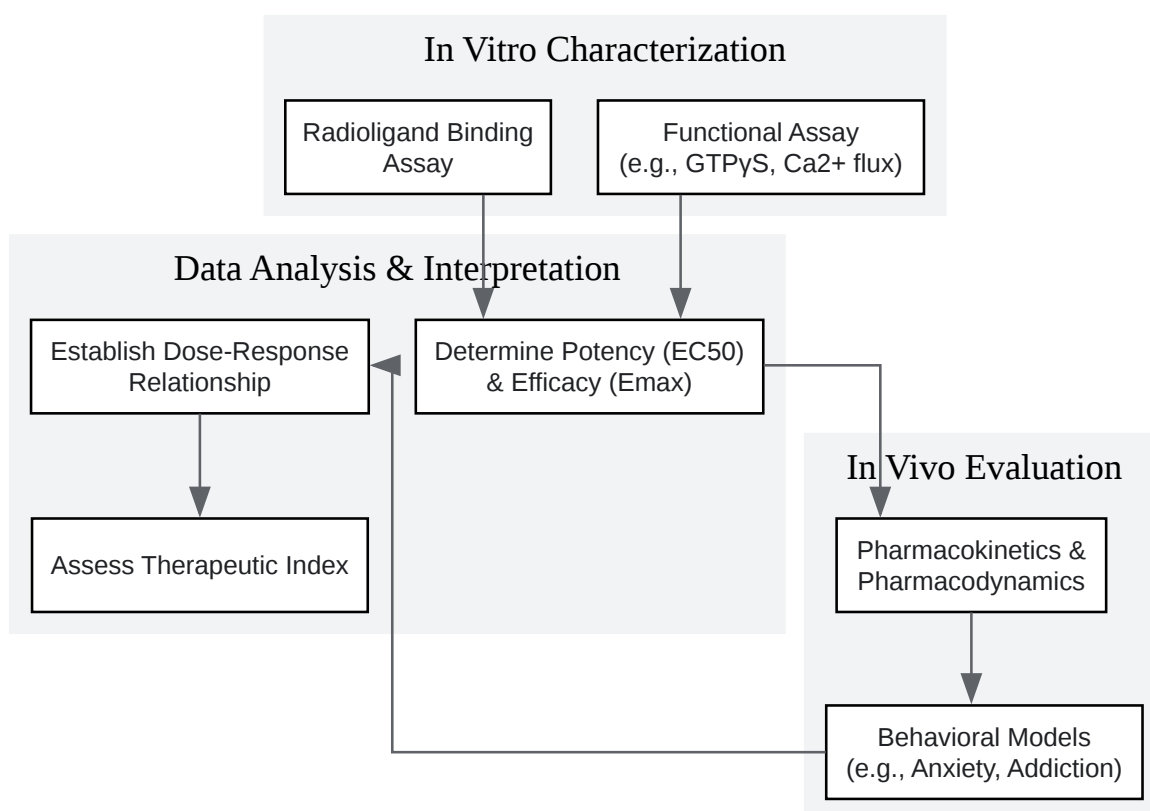 In Vitro Characterization
Radioligand Binding
Assay
Functional Assay
(e.g., GTPγS, Ca2+ flux)
Data Analysis & Interpretation
Establish Dose-Response
Relationship
Determine Potency (EC50)
& Efficacy (Emax)
Assess Therapeutic Index
In Vivo Evaluation
Pharmacokinetics &
Pharmacodynamics
Behavioral Models
(e.g., Anxiety, Addiction)